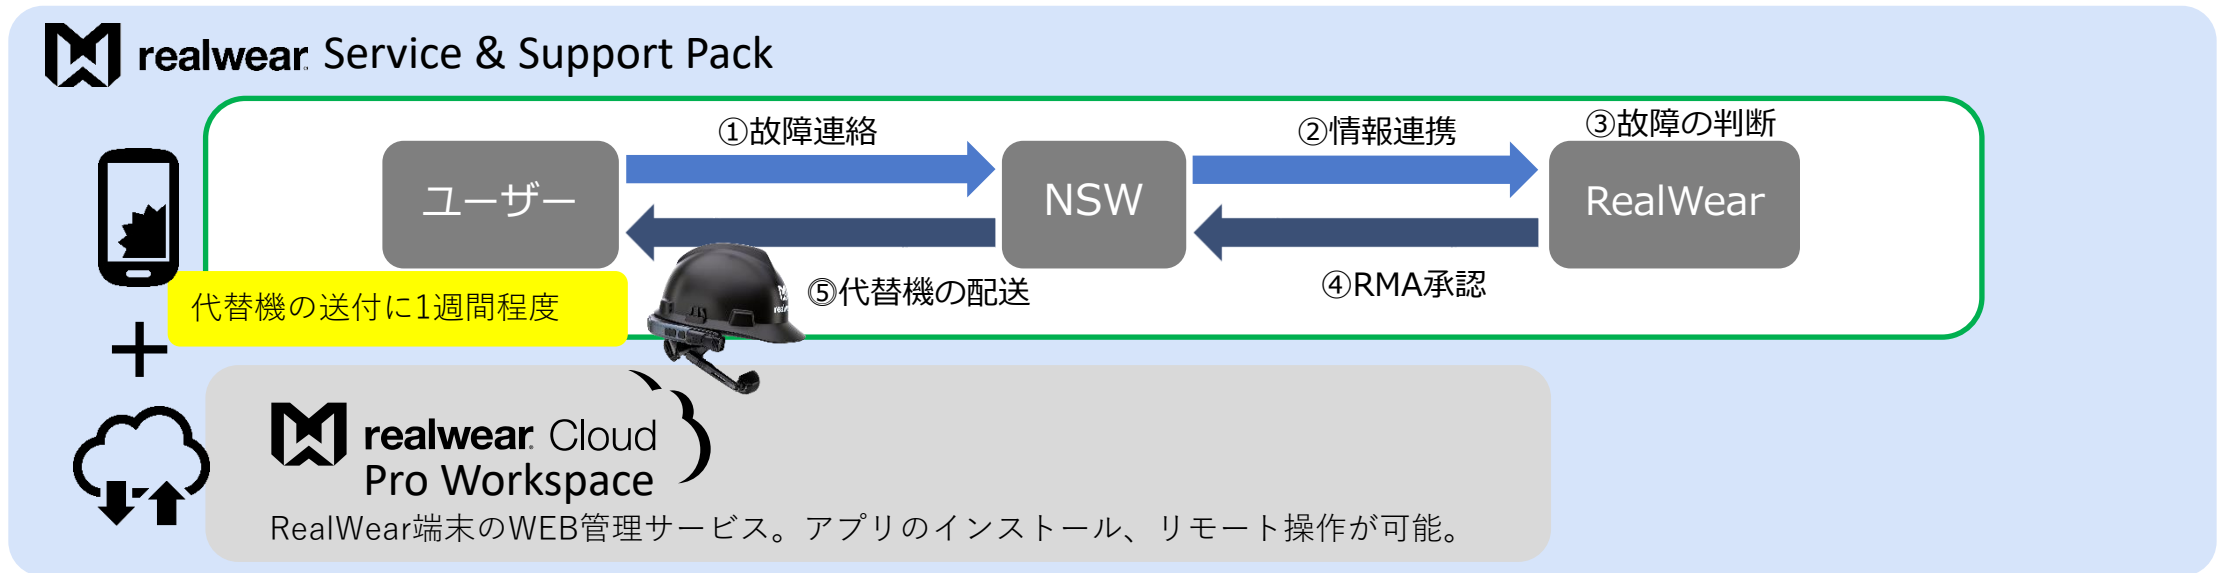 realwear Service & Support Pack
①故障連絡
②情報連携
③故障の判断
ユーザー
NSW
RealWear
代替機の送付に1週間程度
⑤代替機の配送
④RMA承認
realwear Cloud
Pro Workspace
RealWear端末のWEB管理サービス。アプリのインストール、リモート操作が可能。